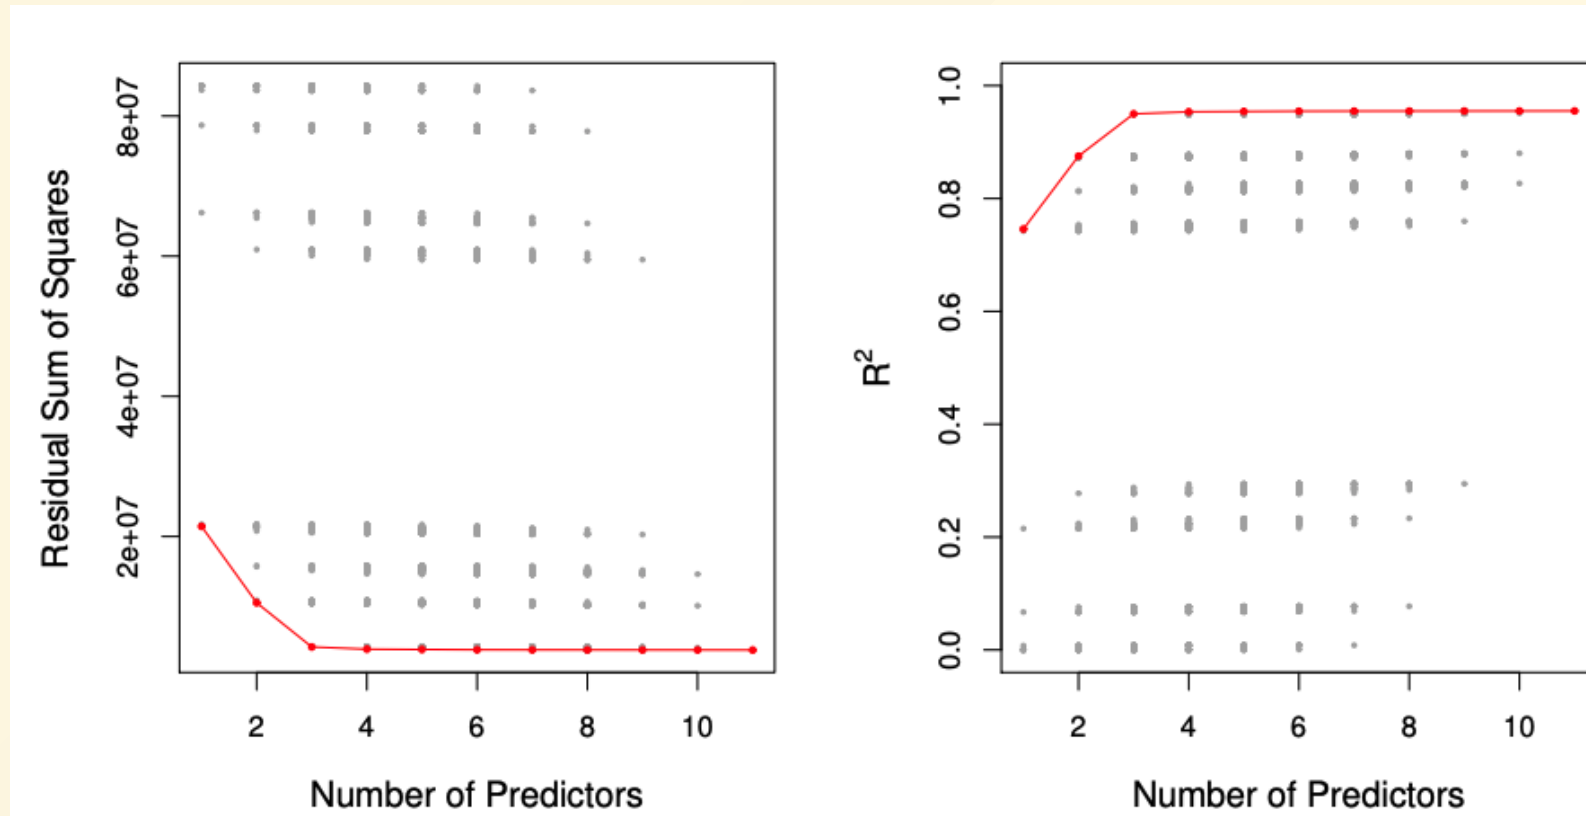 Residual Sum of Squares
8e+07
6e+07
4e+07
2e+07
2 4 6 8 10
Number of Predictors
R²
1.0
0.8
0.6
0.4
0.2
0.0
2 4 6 8 10
Number of Predictors